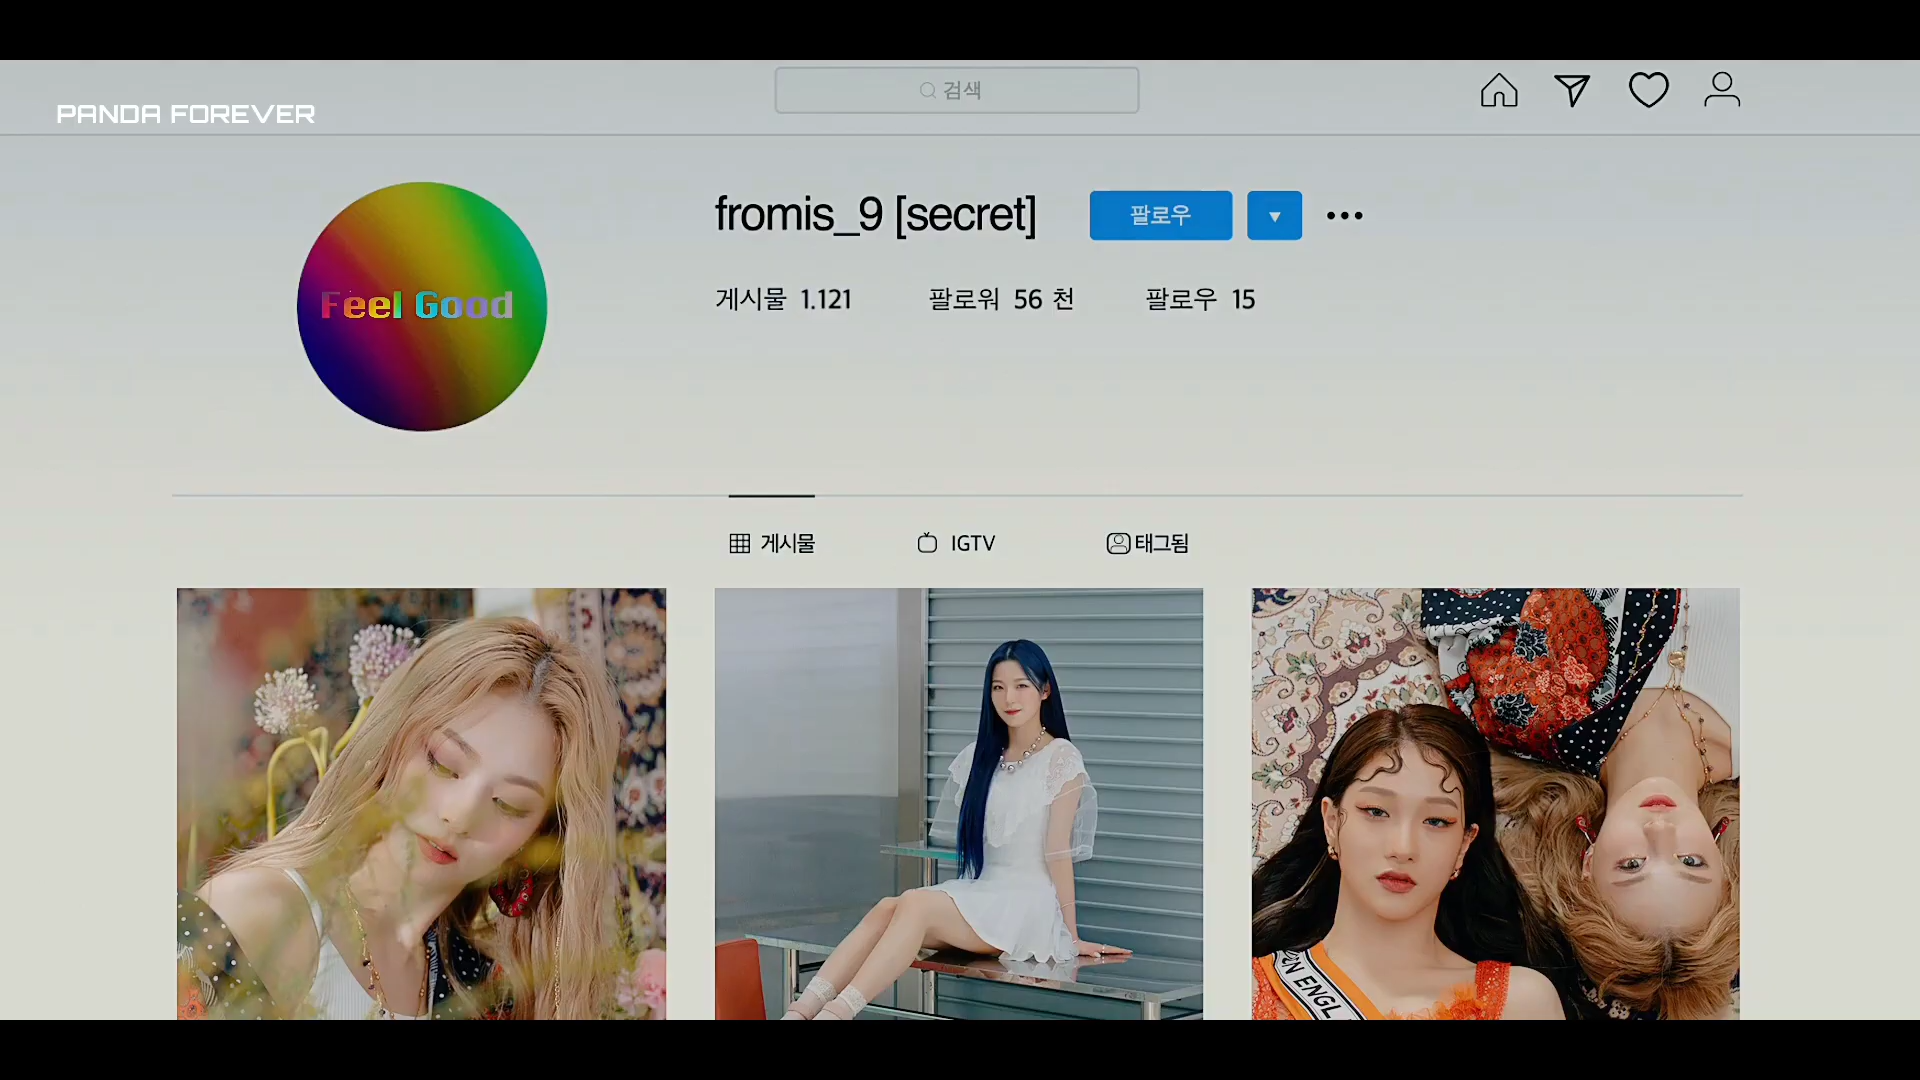 검색
PANDA FOREVER
fromis_9 [secret] 팔로우
Feel Good
게시물 1.121 팔로워 56 천 팔로우 15
게시물 IGTV 태그됨
EN ENGL